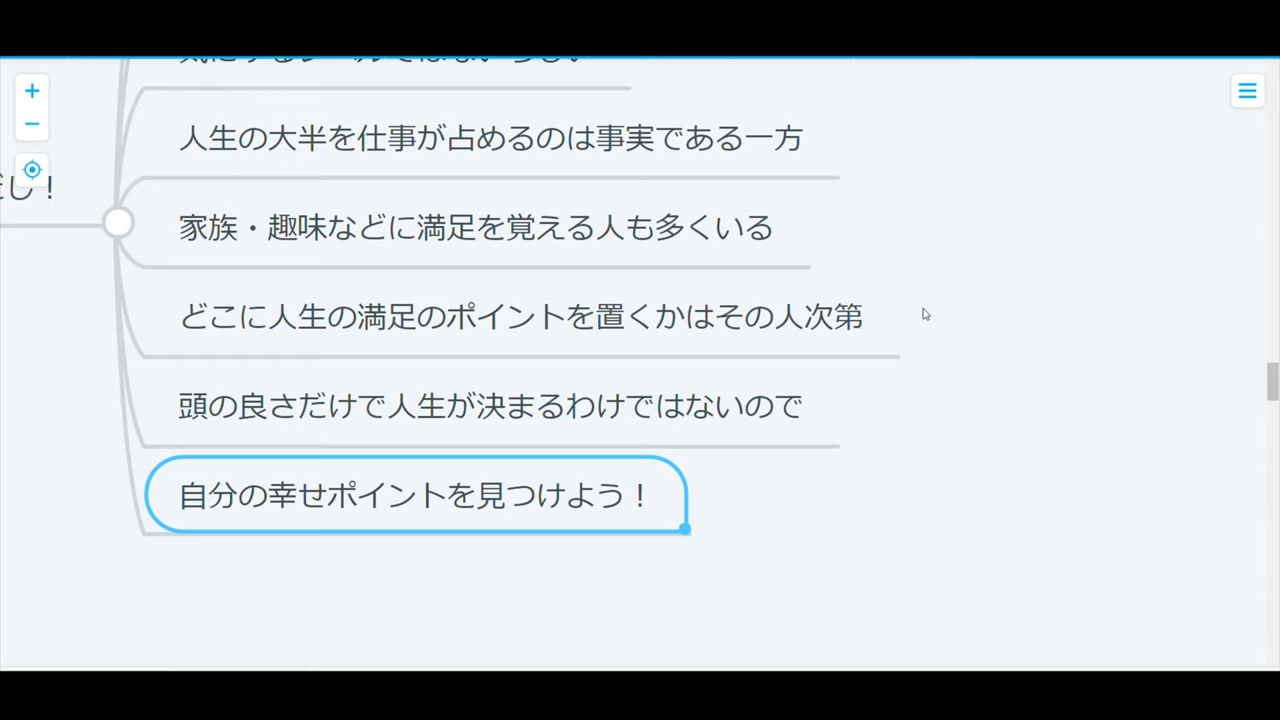 だし！
人生の大半を仕事が占めるのは事実である一方
家族・趣味などに満足を覚える人も多くいる
どこに人生の満足のポイントを置くかはその人次第
頭の良さだけで人生が決まるわけではないので
自分の幸せポイントを見つけよう！